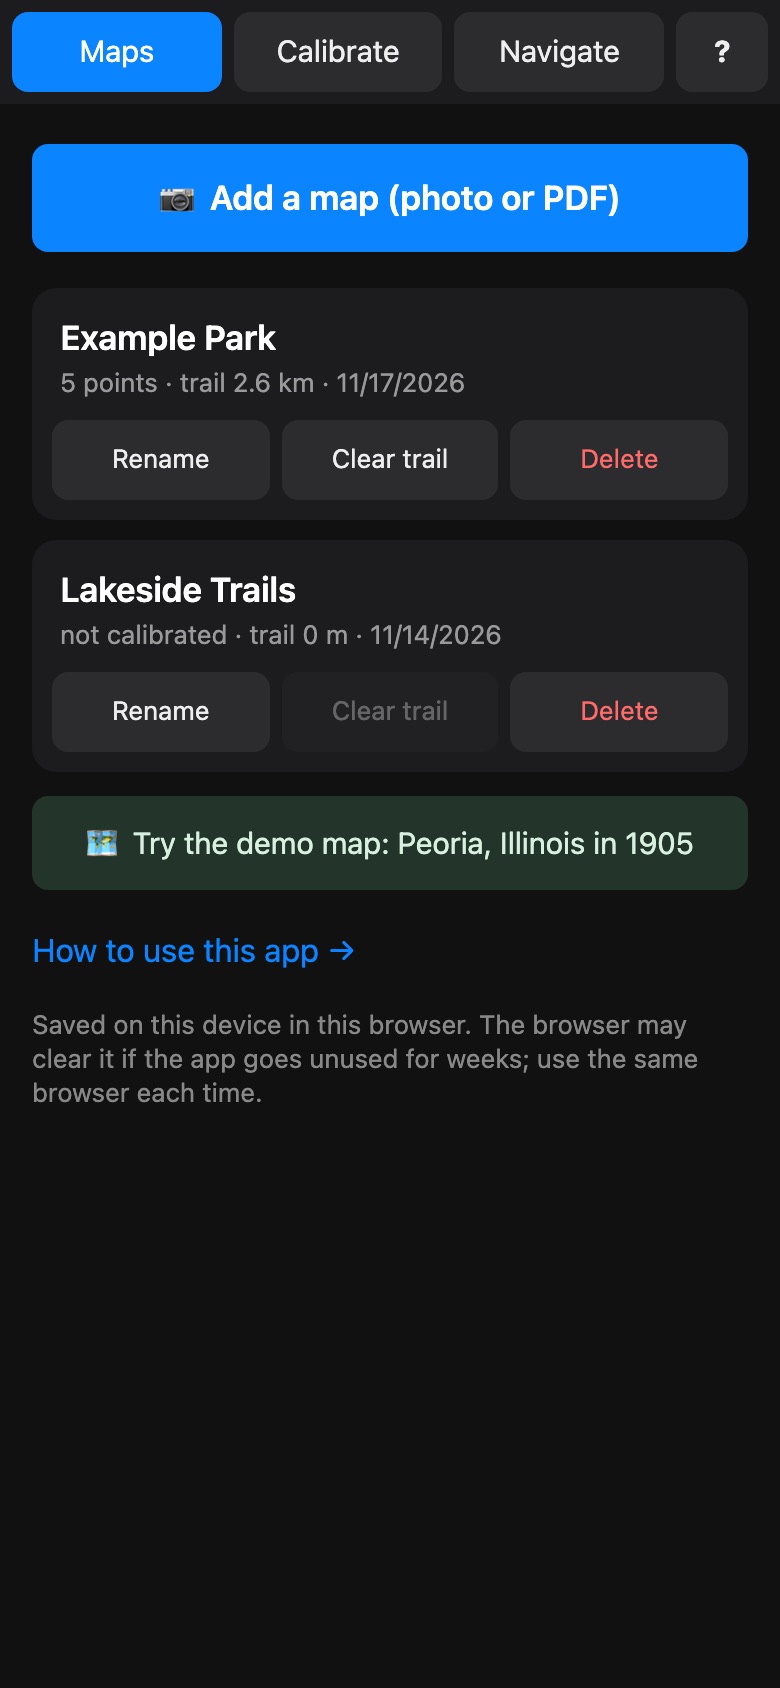 Maps
Calibrate
Navigate
?
Add a map (photo or PDF)
Example Park
5 points · trail 2.6 km · 11/17/2026
Rename
Clear trail
Delete
Lakeside Trails
not calibrated · trail 0 m · 11/14/2026
Rename
Clear trail
Delete
Try the demo map: Peoria, Illinois in 1905
How to use this app →
Saved on this device in this browser. The browser may
clear it if the app goes unused for weeks; use the same
browser each time.